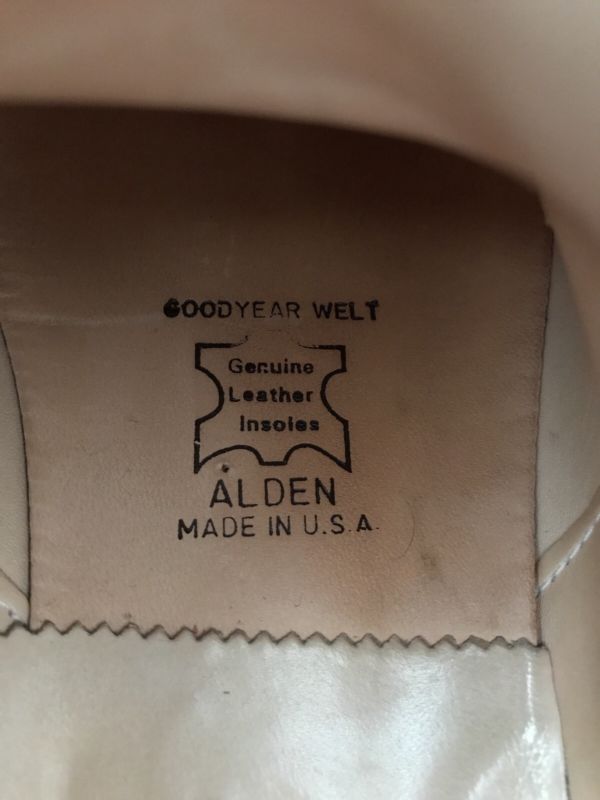 GOODYEAR WELT
Genuine
Leather
Insoles
ALDEN
MADE IN U.S.A.